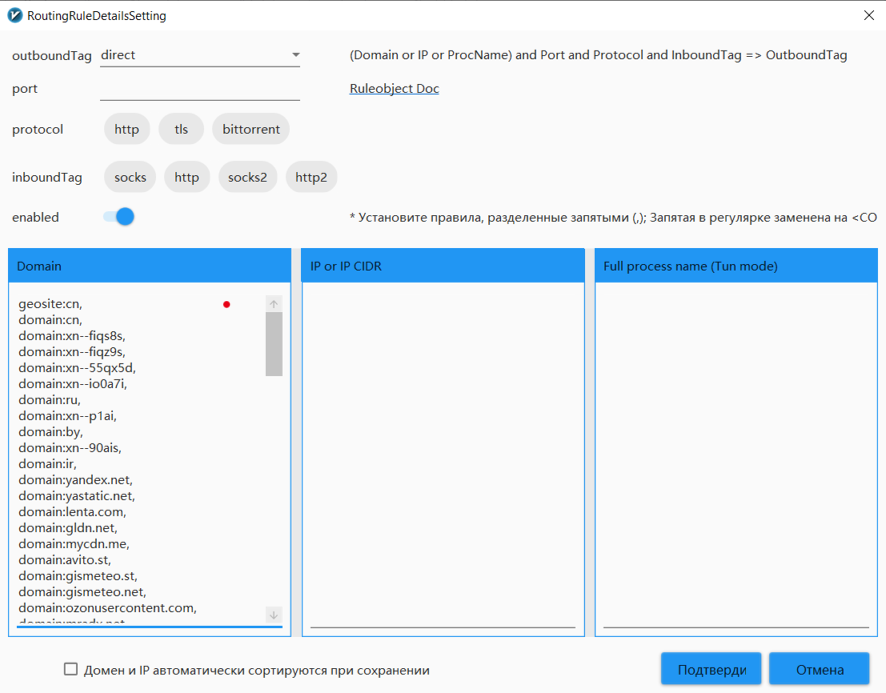 RoutingRuleDetailsSetting
outboundTag direct (Domain or IP or ProcName) and Port and Protocol and InboundTag => OutboundTag
port Ruleobject Doc
protocol http tls bittorrent
inboundTag socks http socks2 http2
enabled * Установите правила, разделенные запятыми (,); Запятая в регулярке заменена на <CO
Domain IP or IP CIDR Full process name (Tun mode)
geosite:cn,
domain:cn,
domain:xn--fiqs8s,
domain:xn--fiqz9s,
domain:xn--55qx5d,
domain:xn--io0a7i,
domain:ru,
domain:xn--p1ai,
domain:by,
domain:xn--90ais,
domain:ir,
domain:yandex.net,
domain:yastatic.net,
domain:lenta.com,
domain:gldn.net,
domain:mycdn.me,
domain:avito.st,
domain:gismeteo.st,
domain:gismeteo.net,
domain:ozonusercontent.com,
Домен и IP автоматически сортируются при сохранении Подтверди Отмена